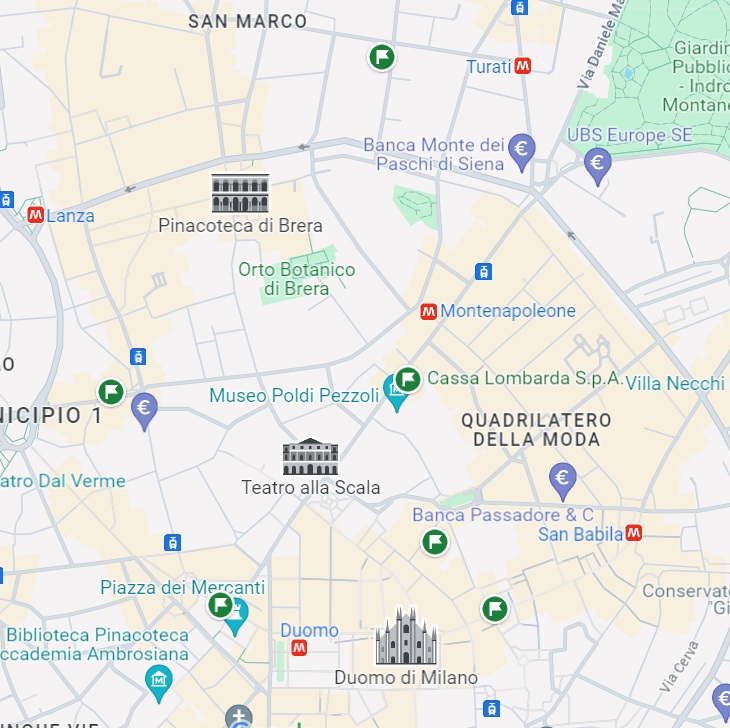 SAN MARCO
Turati
M
Via Daniele Ma
Giardin
Pubblic
- Indro
Montane
Banca Monte dei
Paschi di Siena
€
UBS Europe SE
€
M
Lanza
Pinacoteca di Brera
Orto Botanico
di Brera
M
Montenapoleone
O
NICIPIO 1
€
Museo Poldi Pezzoli
Cassa Lombarda S.p.A.
Villa Necchi
QUADRILATERO
DELLA MODA
Teatro alla Scala
atro Dal Verme
€
Banca Passadore & C
San Babila
M
Piazza dei Mercanti
Conservat
"Gi
Biblioteca Pinacoteca
ccademia Ambrosiana
Duomo
M
Duomo di Milano
Via Cerva
€
NQUE VIE